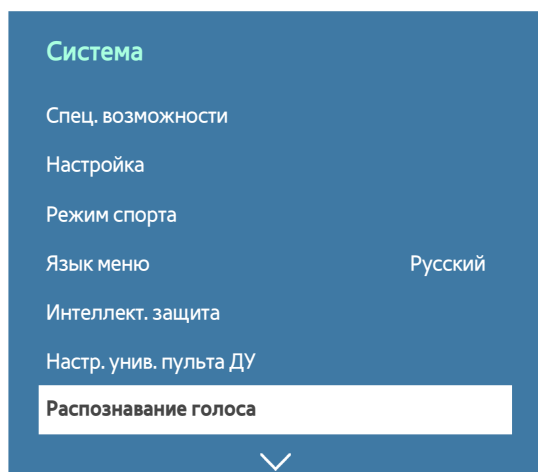 Система
Спец. возможности
Настройка
Режим спорта
Язык меню Русский
Интеллект. защита
Настр. унив. пульта ДУ
Распознавание голоса